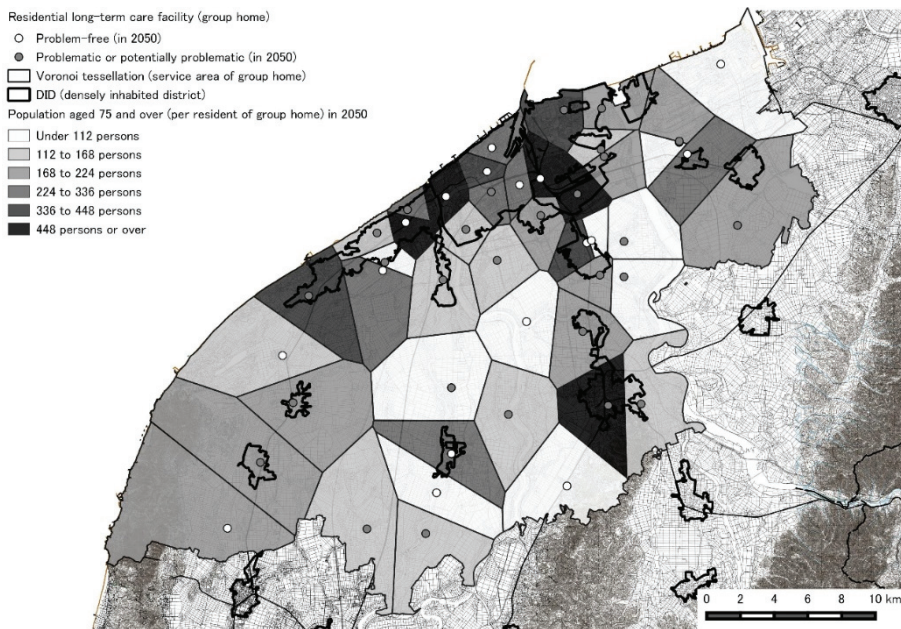 Residential long-term care facility (group home)
Problem-free (in 2050)
Problematic or potentially problematic (in 2050)
Voronoi tessellation (service area of group home)
DID (densely inhabited district)
Population aged 75 and over (per resident of group home) in 2050
Under 112 persons
112 to 168 persons
168 to 224 persons
224 to 336 persons
336 to 448 persons
448 persons or over
0 2 4 6 8 10 km